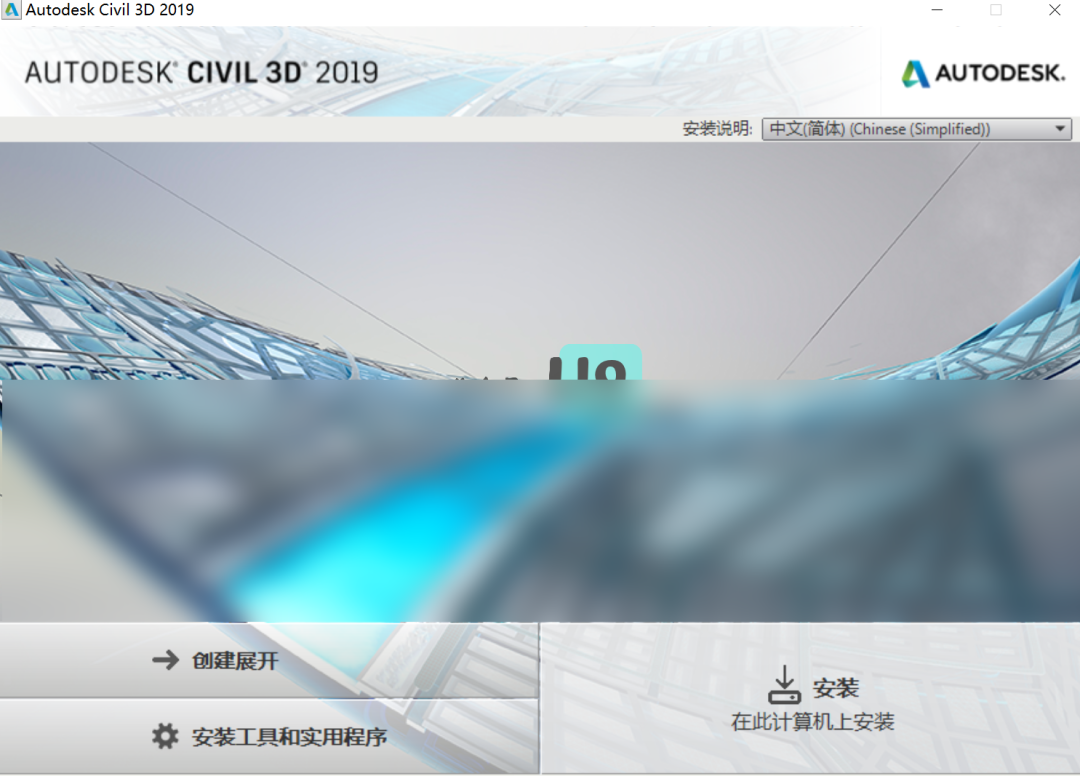 Autodesk Civil 3D 2019
AUTODESK® CIVIL 3D® 2019
AUTODESK.
安装说明: 中文(简体) (Chinese (Simplified))
创建展开
安装
在此计算机上安装
安装工具和实用程序